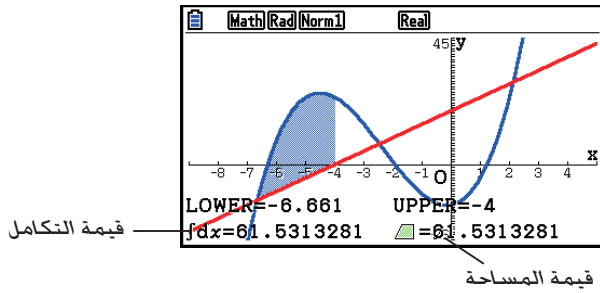 Math Rad Norm1 Real
45 y
x
-8 -7 -6 -5 -4 -3 -2 -1 O 2 3 4
LOWER=-6.661 UPPER=-4
∫dx=61.5313281 =61.5313281
قيمة التكامل
قيمة المساحة